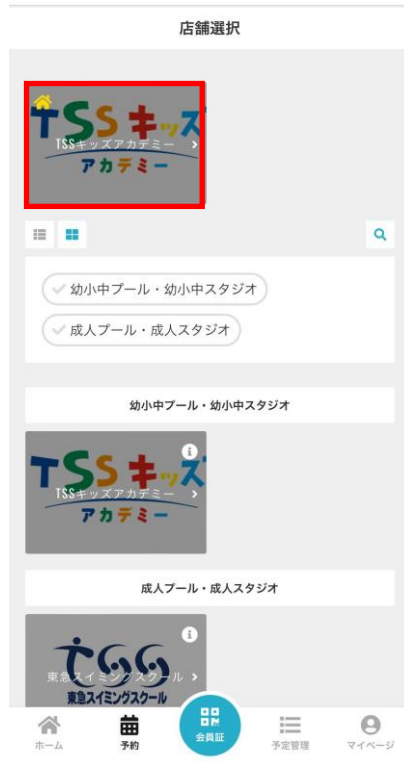 店舗選択
TSSキッズ
TSSキッズアカデミー
アカデミー
幼小中プール・幼小中スタジオ
成人プール・成人スタジオ
幼小中プール・幼小中スタジオ
TSSキッズ
TSSキッズアカデミー
アカデミー
成人プール・成人スタジオ
TSS
東急スイミングスクール
東急スイミングスクール
ホーム
予約
会員証
予定管理
マイページ